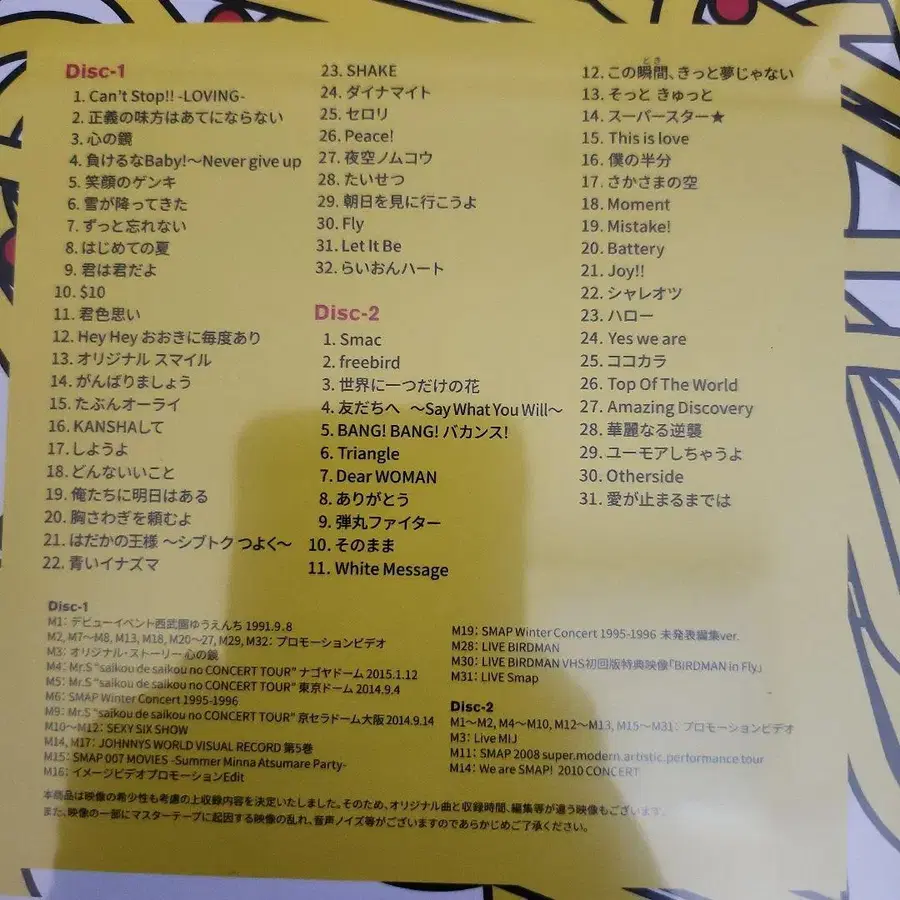 Disc-1
1. Can't Stop!! -LOVING-
2. 正義の味方はあてにならない
3. 心の鏡
4. 負けるなBaby!〜Never give up
5. 笑顔のゲンキ
6. 雪が降ってきた
7. ずっと忘れない
8. はじめての夏
9. 君は君だよ
10. $10
11. 君色思い
12. Hey Hey おおきに毎度あり
13. オリジナル スマイル
14. がんばりましょう
15. たぶんオーライ
16. KANSHAして
17. しようよ
18. どんないいこと
19. 俺たちに明日はある
20. 胸さわぎを頼むよ
21. はだかの王様 〜シブトク つよく〜
22. 青いイナズマ
23. SHAKE
24. ダイナマイト
25. セロリ
26. Peace!
27. 夜空ノムコウ
28. たいせつ
29. 朝日を見に行こうよ
30. Fly
31. Let It Be
32. らいおんハート
Disc-2
1. Smac
2. freebird
3. 世界に一つだけの花
4. 友だちへ 〜Say What You Will〜
5. BANG! BANG! バカンス!
6. Triangle
7. Dear WOMAN
8. ありがとう
9. 弾丸ファイター
10. そのまま
11. White Message
とき
12. この瞬間、きっと夢じゃない
13. そっと きゅっと
14. スーパースター★
15. This is love
16. 僕の半分
17. さかさまの空
18. Moment
19. Mistake!
20. Battery
21. Joy!!
22. シャレオツ
23. ハロー
24. Yes we are
25. ココカラ
26. Top Of The World
27. Amazing Discovery
28. 華麗なる逆襲
29. ユーモアしちゃうよ
30. Otherside
31. 愛が止まるまでは
Disc-1
M1: デビューイベント西武園ゆうえんち 1991.9.8
M2, M7〜M8, M13, M18, M20〜27, M29, M32: プロモーションビデオ
M3: オリジナル・ストーリー 心の鏡
M4: Mr.S "saikou de saikou no CONCERT TOUR" ナゴヤドーム 2015.1.12
M5: Mr.S "saikou de saikou no CONCERT TOUR" 東京ドーム 2014.9.4
M6: SMAP Winter Concert 1995-1996
M9: Mr.S "saikou de saikou no CONCERT TOUR" 京セラドーム大阪 2014.9.14
M10〜M12: SEXY SIX SHOW
M14, M17: JOHNNYS WORLD VISUAL RECORD 第5巻
M15: SMAP 007 MOVIES -Summer Minna Atsumare Party-
M16: イメージビデオプロモーションEdit
M19: SMAP Winter Concert 1995-1996 未発表編集ver.
M28: LIVE BIRDMAN
M30: LIVE BIRDMAN VHS初回版特典映像「BIRDMAN in Fly」
M31: LIVE Smap
Disc-2
M1〜M2, M4〜M10, M12〜M13, M15〜M31: プロモーションビデオ
M3: Live MIJ
M11: SMAP 2008 super.modern.artistic.performance tour
M14: We are SMAP! 2010 CONCERT
本商品は映像の希少性も考慮の上収録内容を決定いたしました。そのため、オリジナル曲と収録時間、編集等が違う映像もございます。
また、映像の一部にマスターテープに起因する映像の乱れ、音声ノイズ等がございますのであらかじめご了承ください。